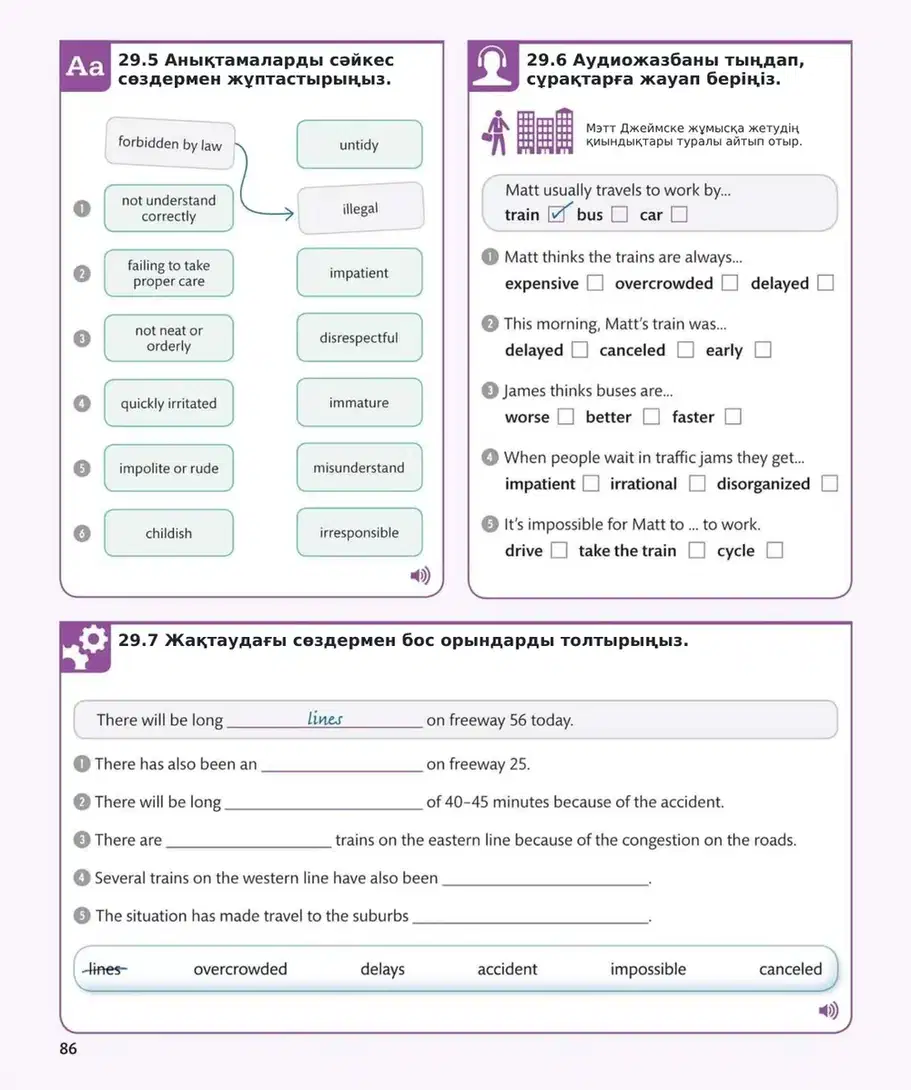 Aa
29.5 Анықтамаларды сәйкес
сөздермен жұптастырыңыз.
forbidden by law
untidy
illegal
1
not understand
correctly
2
failing to take
proper care
impatient
3
not neat or
orderly
disrespectful
4
quickly irritated
immature
5
impolite or rude
misunderstand
6
childish
irresponsible
29.6 Аудиожазбаны тыңдап,
сұрақтарға жауап беріңіз.
Мэтт Джеймске жұмысқа жетудің
қиындықтары туралы айтып отыр.
Matt usually travels to work by...
train bus car
1 Matt thinks the trains are always...
expensive overcrowded delayed
2 This morning, Matt's train was...
delayed canceled early
3 James thinks buses are...
worse better faster
4 When people wait in traffic jams they get...
impatient irrational disorganized
5 It's impossible for Matt to ... to work.
drive take the train cycle
29.7 Жақтаудағы сөздермен бос орындарды толтырыңыз.
There will be long lines on freeway 56 today.
1 There has also been an ____ on freeway 25.
2 There will be long ____ of 40–45 minutes because of the accident.
3 There are ____ trains on the eastern line because of the congestion on the roads.
4 Several trains on the western line have also been ____.
5 The situation has made travel to the suburbs ____.
lines overcrowded delays accident impossible canceled
86